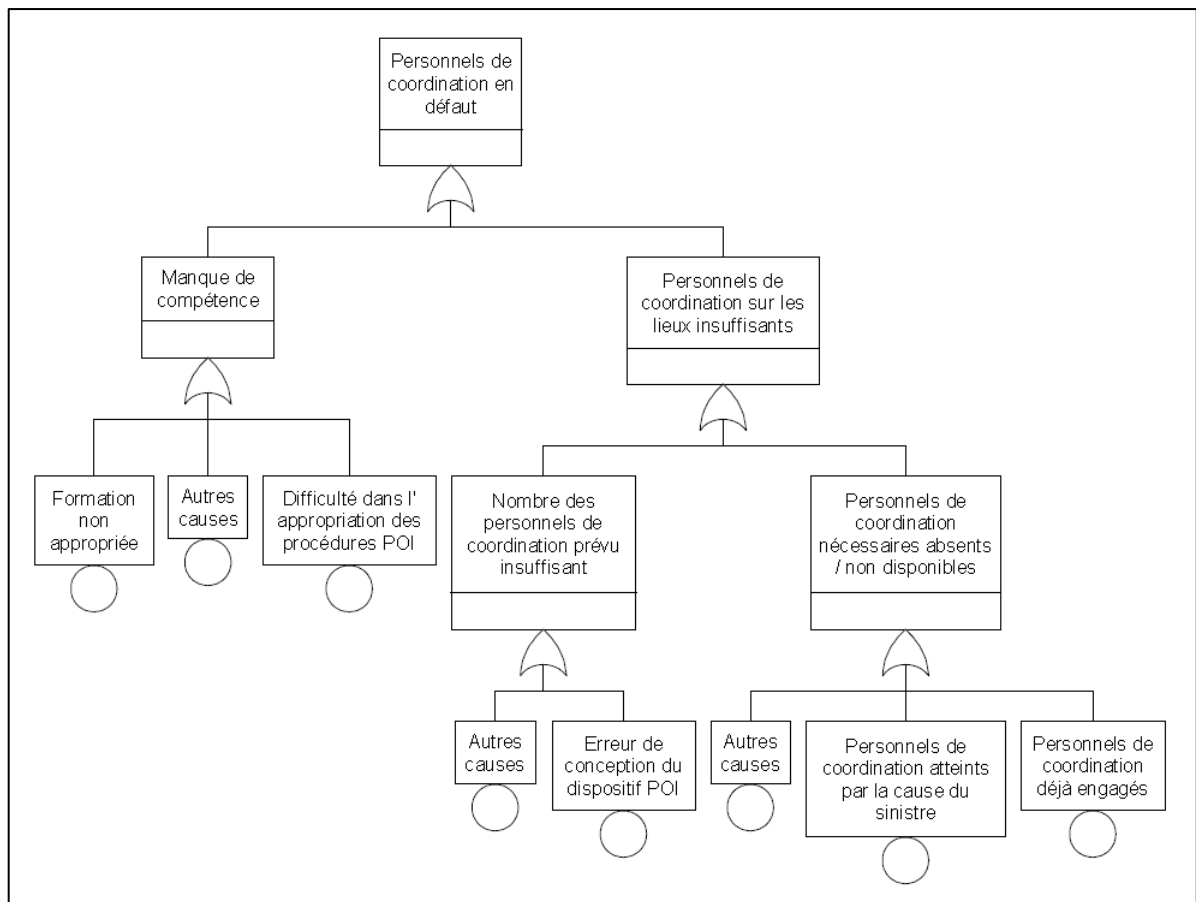 Personnels de
coordination en
défaut
Manque de
compétence
Personnels de
coordination sur les
lieux insuffisants
Formation
non
appropriée
Autres
causes
Difficulté dans l'
appropriation des
procédures POI
Nombre des
personnels de
coordination prévu
insuffisant
Personnels de
coordination
nécessaires absents
/ non disponibles
Autres
causes
Erreur de
conception du
dispositif POI
Autres
causes
Personnels de
coordination atteints
par la cause du
sinistre
Personnels de
coordination
déjà engagés